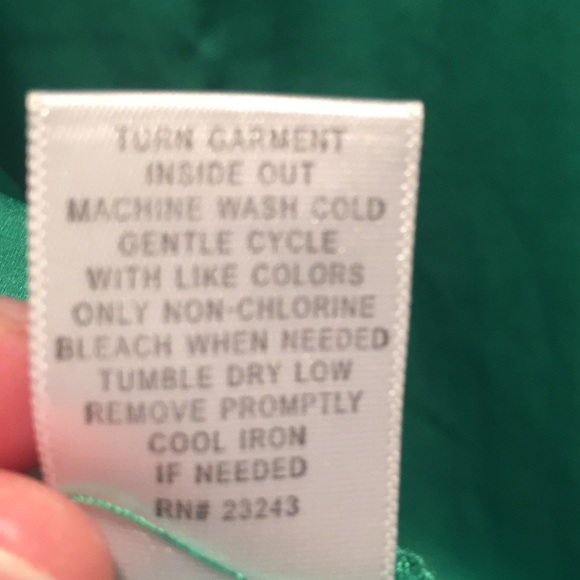 TURN GARMENT
INSIDE OUT
MACHINE WASH COLD
GENTLE CYCLE
WITH LIKE COLORS
ONLY NON-CHLORINE
BLEACH WHEN NEEDED
TUMBLE DRY LOW
REMOVE PROMPTLY
COOL IRON
IF NEEDED
RN# 23243